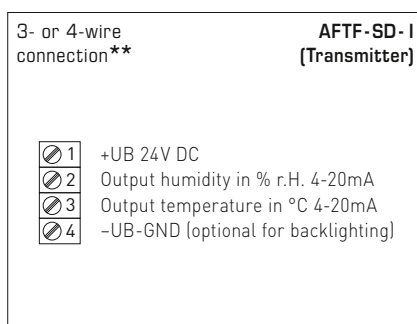 3- or 4-wire
connection**
AFTF-SD-I
(Transmitter)
1 +UB 24V DC
2 Output humidity in % r.H. 4-20mA
3 Output temperature in °C 4-20mA
4 –UB-GND (optional for backlighting)